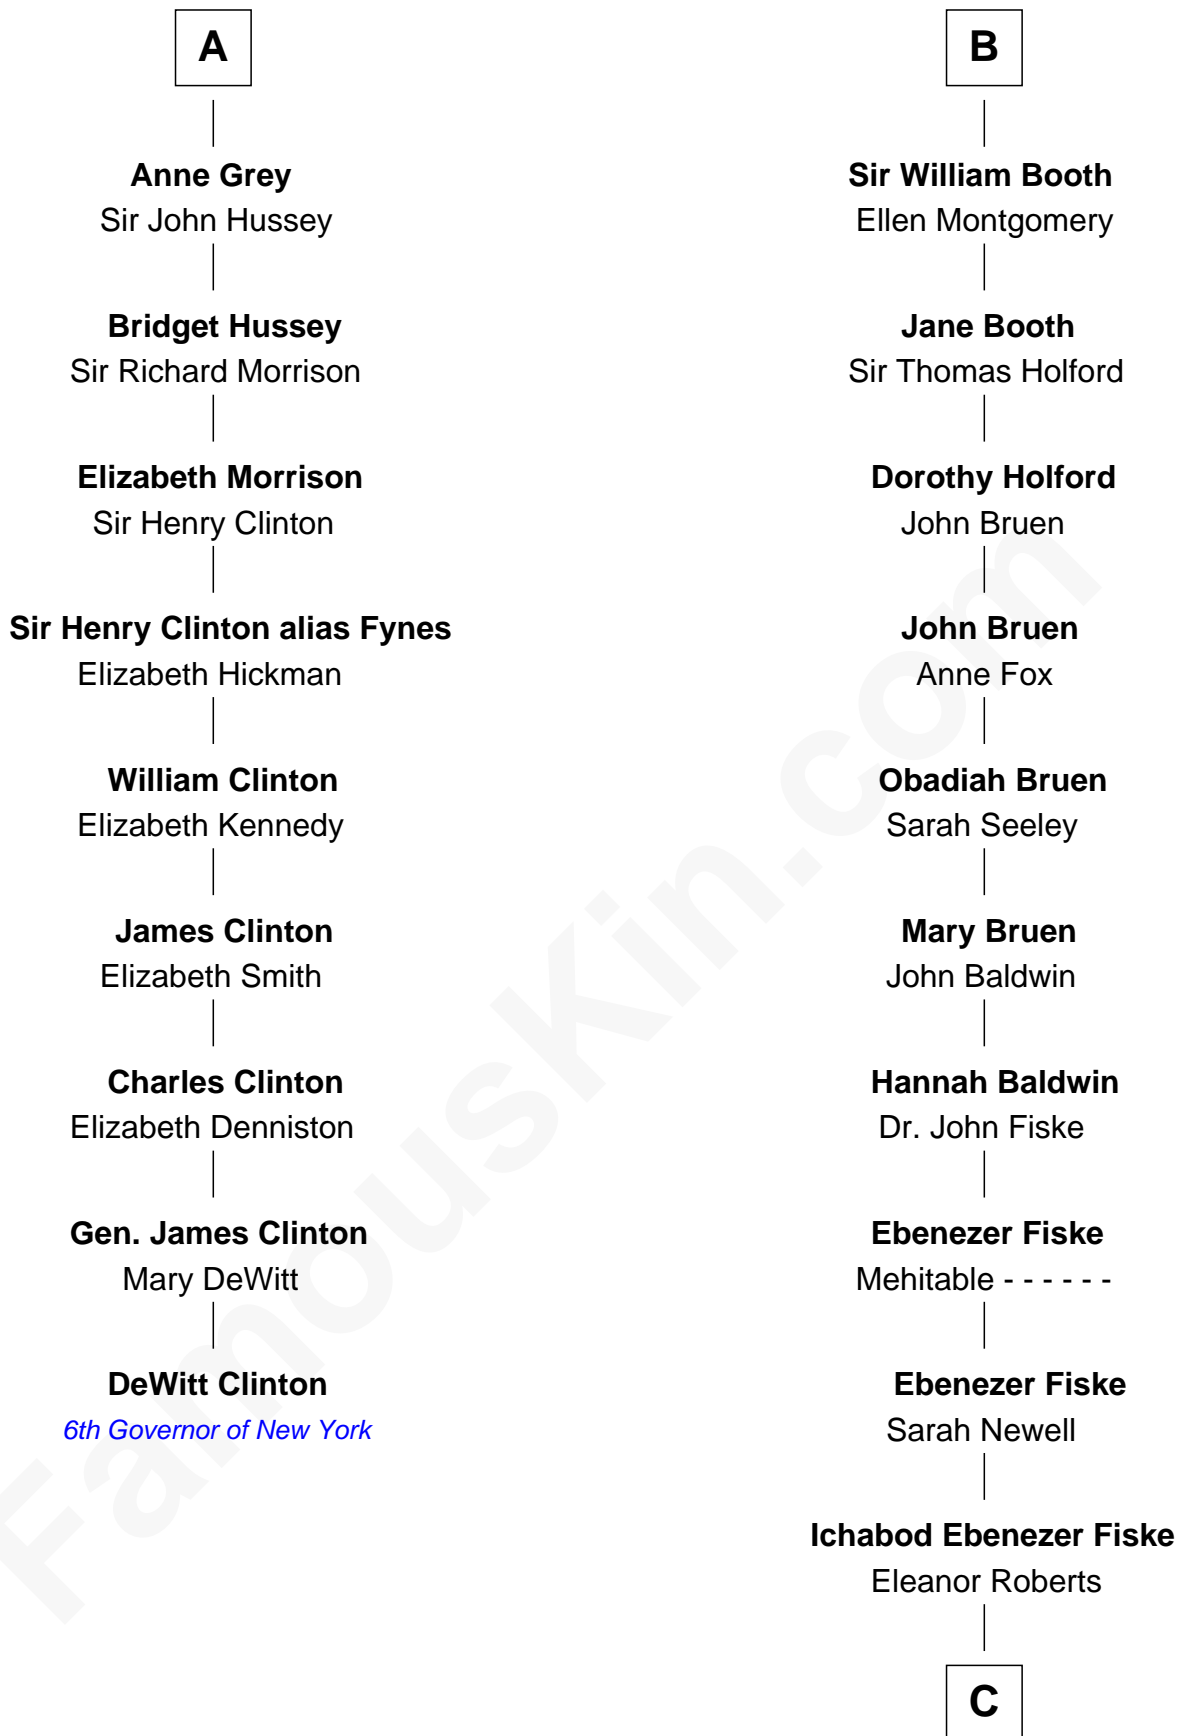 A
Anne Grey
Sir John Hussey
Bridget Hussey
Sir Richard Morrison
Elizabeth Morrison
Sir Henry Clinton
Sir Henry Clinton alias Fynes
Elizabeth Hickman
William Clinton
Elizabeth Kennedy
James Clinton
Elizabeth Smith
Charles Clinton
Elizabeth Denniston
Gen. James Clinton
Mary DeWitt
DeWitt Clinton
6th Governor of New York
B
Sir William Booth
Ellen Montgomery
Jane Booth
Sir Thomas Holford
Dorothy Holford
John Bruen
John Bruen
Anne Fox
Obadiah Bruen
Sarah Seeley
Mary Bruen
John Baldwin
Hannah Baldwin
Dr. John Fiske
Ebenezer Fiske
Mehitable - - - - - -
Ebenezer Fiske
Sarah Newell
Ichabod Ebenezer Fiske
Eleanor Roberts
C
FamousKin.com